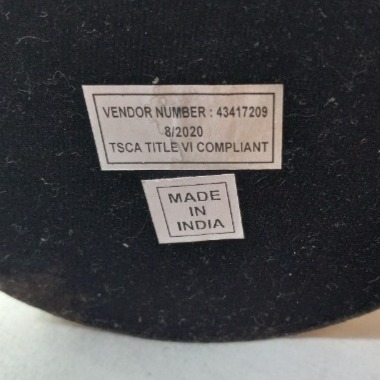 VENDOR NUMBER : 43417209
8/2020
TSCA TITLE VI COMPLIANT
MADE
IN
INDIA